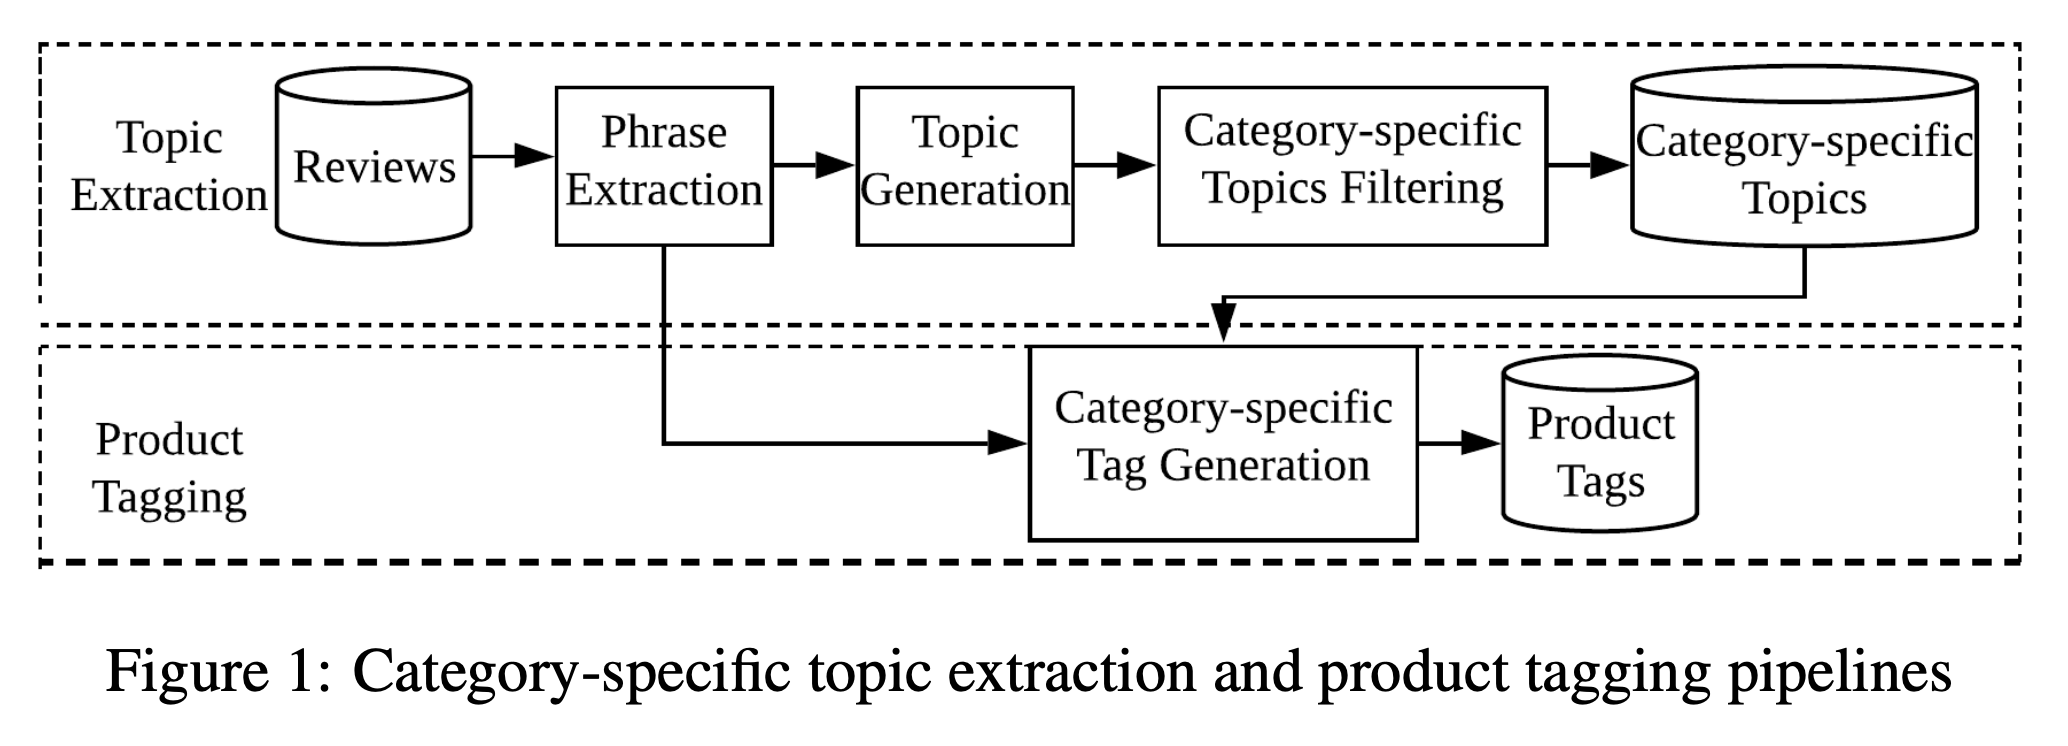 Topic
Extraction
Reviews
Phrase
Extraction
Topic
Generation
Category-specific
Topics Filtering
Category-specific
Topics
Product
Tagging
Category-specific
Tag Generation
Product
Tags
Figure 1: Category-specific topic extraction and product tagging pipelines